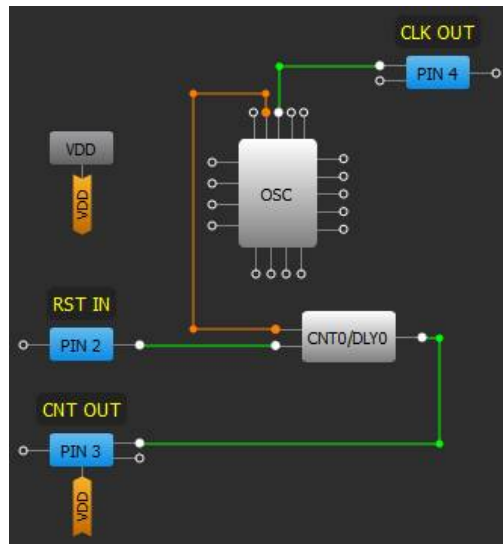 CLK OUT
PIN 4
VDD
VDD
OSC
RST IN
PIN 2
CNT0/DLY0
CNT OUT
PIN 3
VDD